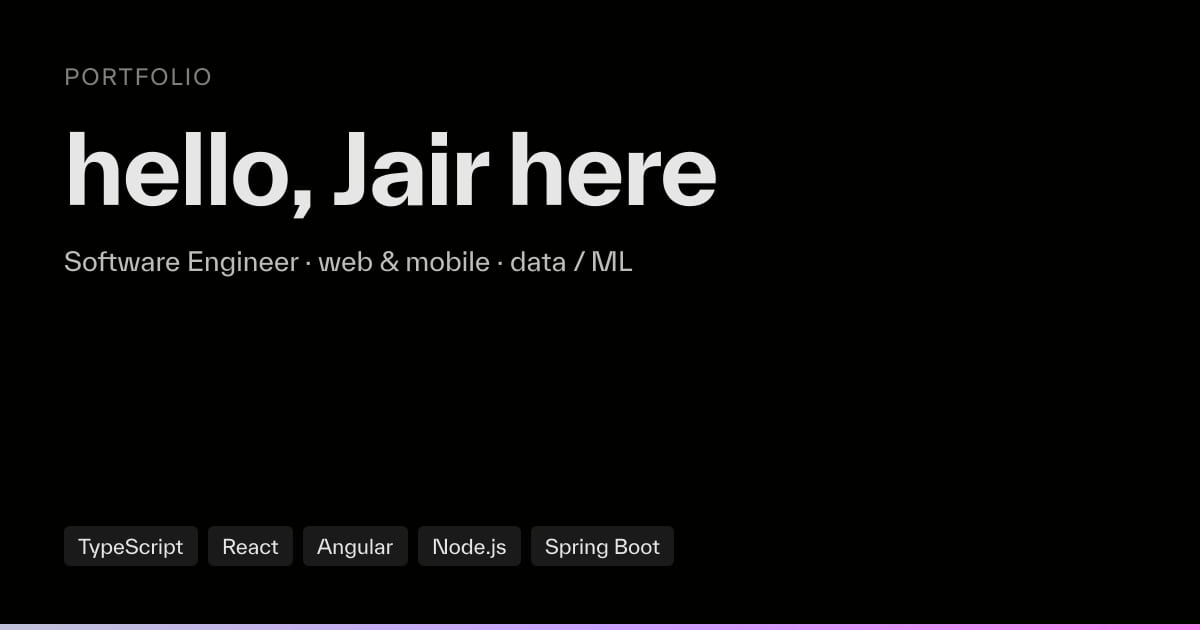 PORTFOLIO
hello, Jair here
Software Engineer · web & mobile · data / ML
TypeScript React Angular Node.js Spring Boot